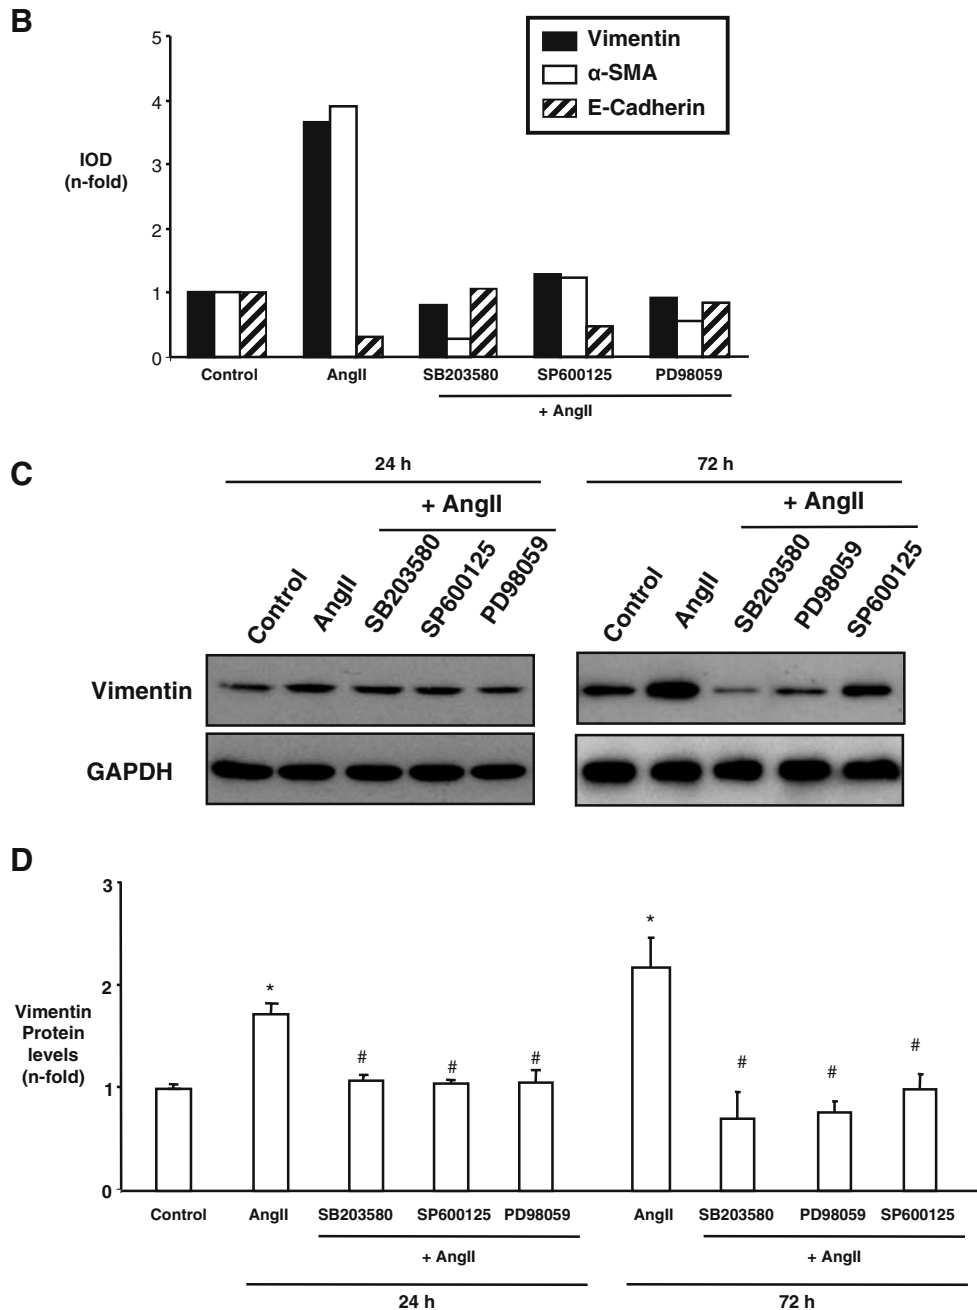 B
5
4
3
2
1
0
IOD
(n-fold)
Vimentin
α-SMA
E-Cadherin
Control AngII SB203580 SP600125 PD98059
+ AngII
C
24 h 72 h
+ AngII + AngII
Control AngII SB203580 SP600125 PD98059 Control AngII SB203580 PD98059 SP600125
Vimentin
GAPDH
D
3
2
1
0
Vimentin
Protein
levels
(n-fold)
* # # # * # # #
Control AngII SB203580 SP600125 PD98059 AngII SB203580 PD98059 SP600125
+ AngII + AngII
24 h 72 h